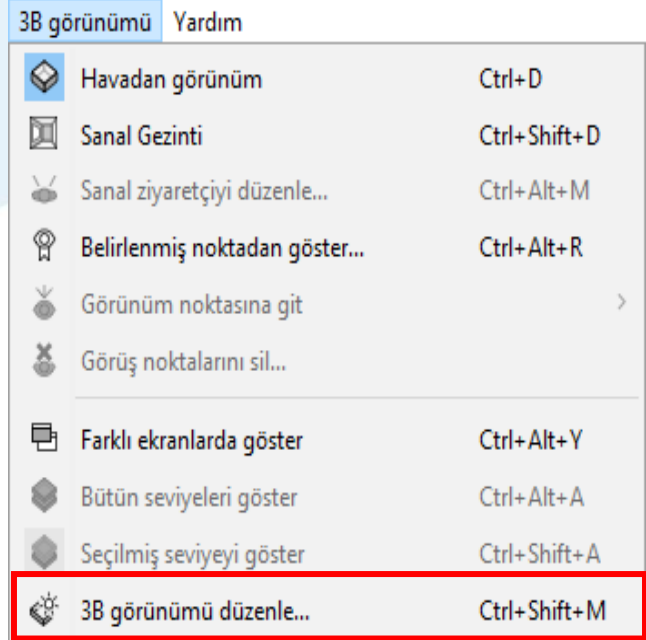 3B görünümü Yardım
Havadan görünüm Ctrl+D
Sanal Gezinti Ctrl+Shift+D
Sanal ziyaretçiyi düzenle... Ctrl+Alt+M
Belirlenmiş noktadan göster... Ctrl+Alt+R
Görünüm noktasına git
Görüş noktalarını sil...
Farklı ekranlarda göster Ctrl+Alt+Y
Bütün seviyeleri göster Ctrl+Alt+A
Seçilmiş seviyeyi göster Ctrl+Shift+A
3B görünümü düzenle... Ctrl+Shift+M